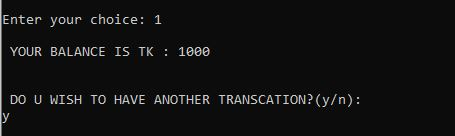 Enter your choice: 1
YOUR BALANCE IS TK : 1000
DO U WISH TO HAVE ANOTHER TRANSCATION?(y/n):
y